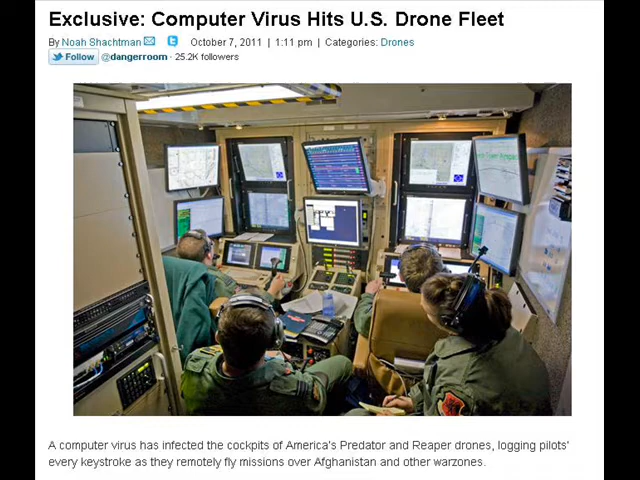 Exclusive: Computer Virus Hits U.S. Drone Fleet
By Noah Shachtman October 7, 2011 | 1:11 pm | Categories: Drones
Follow @dangerroom · 25.2K followers
A computer virus has infected the cockpits of America's Predator and Reaper drones, logging pilots'
every keystroke as they remotely fly missions over Afghanistan and other warzones.